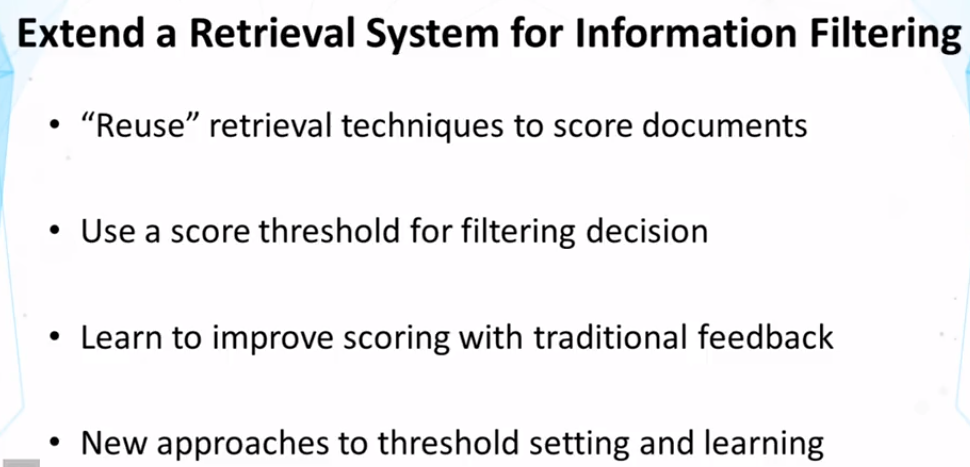 Extend a Retrieval System for Information Filtering
• “Reuse” retrieval techniques to score documents
• Use a score threshold for filtering decision
• Learn to improve scoring with traditional feedback
• New approaches to threshold setting and learning